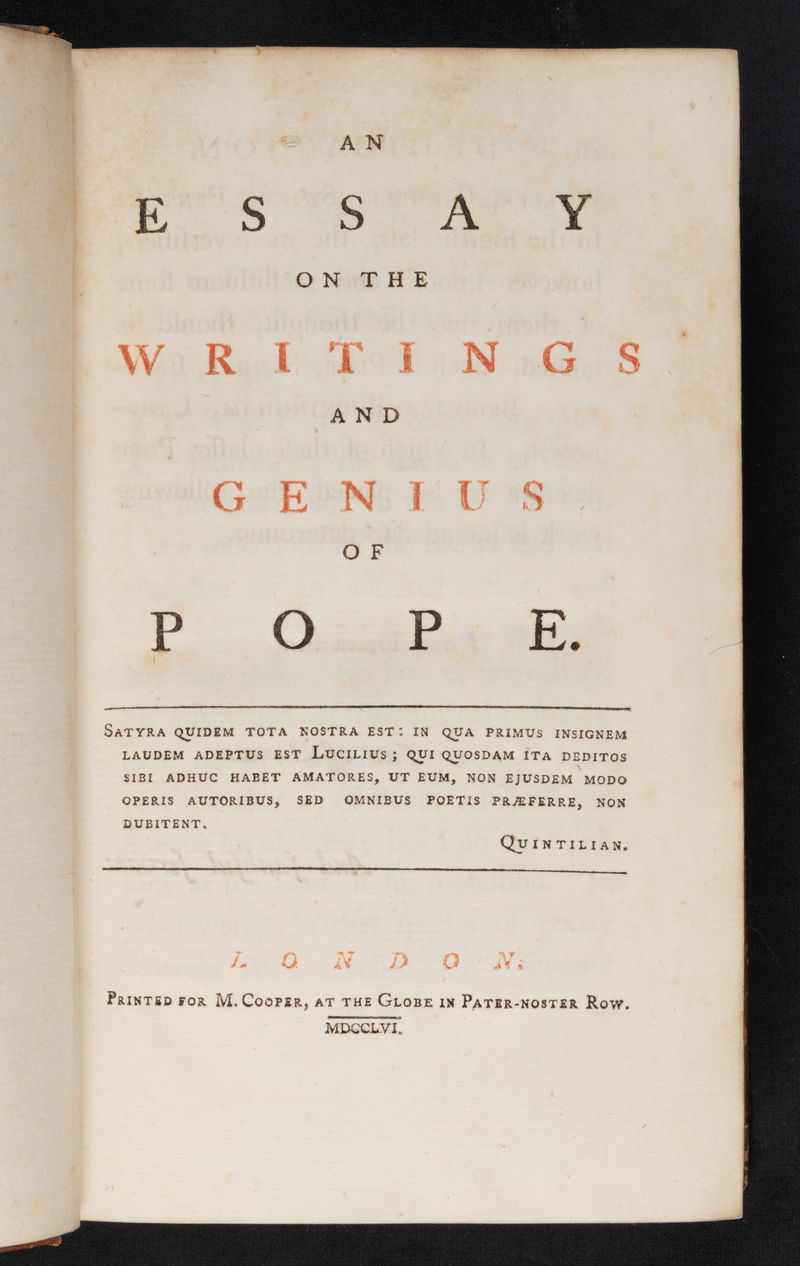 AN
ESSAY
ON THE
WRITINGS
AND
GENIUS
OF
POPE.
SATYRA QUIDEM TOTA NOSTRA EST: IN QUA PRIMUS INSIGNEM
LAUDEM ADEPTUS EST LUCILIUS; QUI QUOSDAM ITA DEDITOS
SIBI ADHUC HABET AMATORES, UT EUM, NON EJUSDEM MODO
OPERIS AUTORIBUS, SED OMNIBUS POETIS PRÆFERRE, NON
DUBITENT.
QUINTILIAN.
LONDON:
PRINTED FOR M. COOPER, AT THE GLOBE IN PATER-NOSTER ROW.
MDCCLVI.